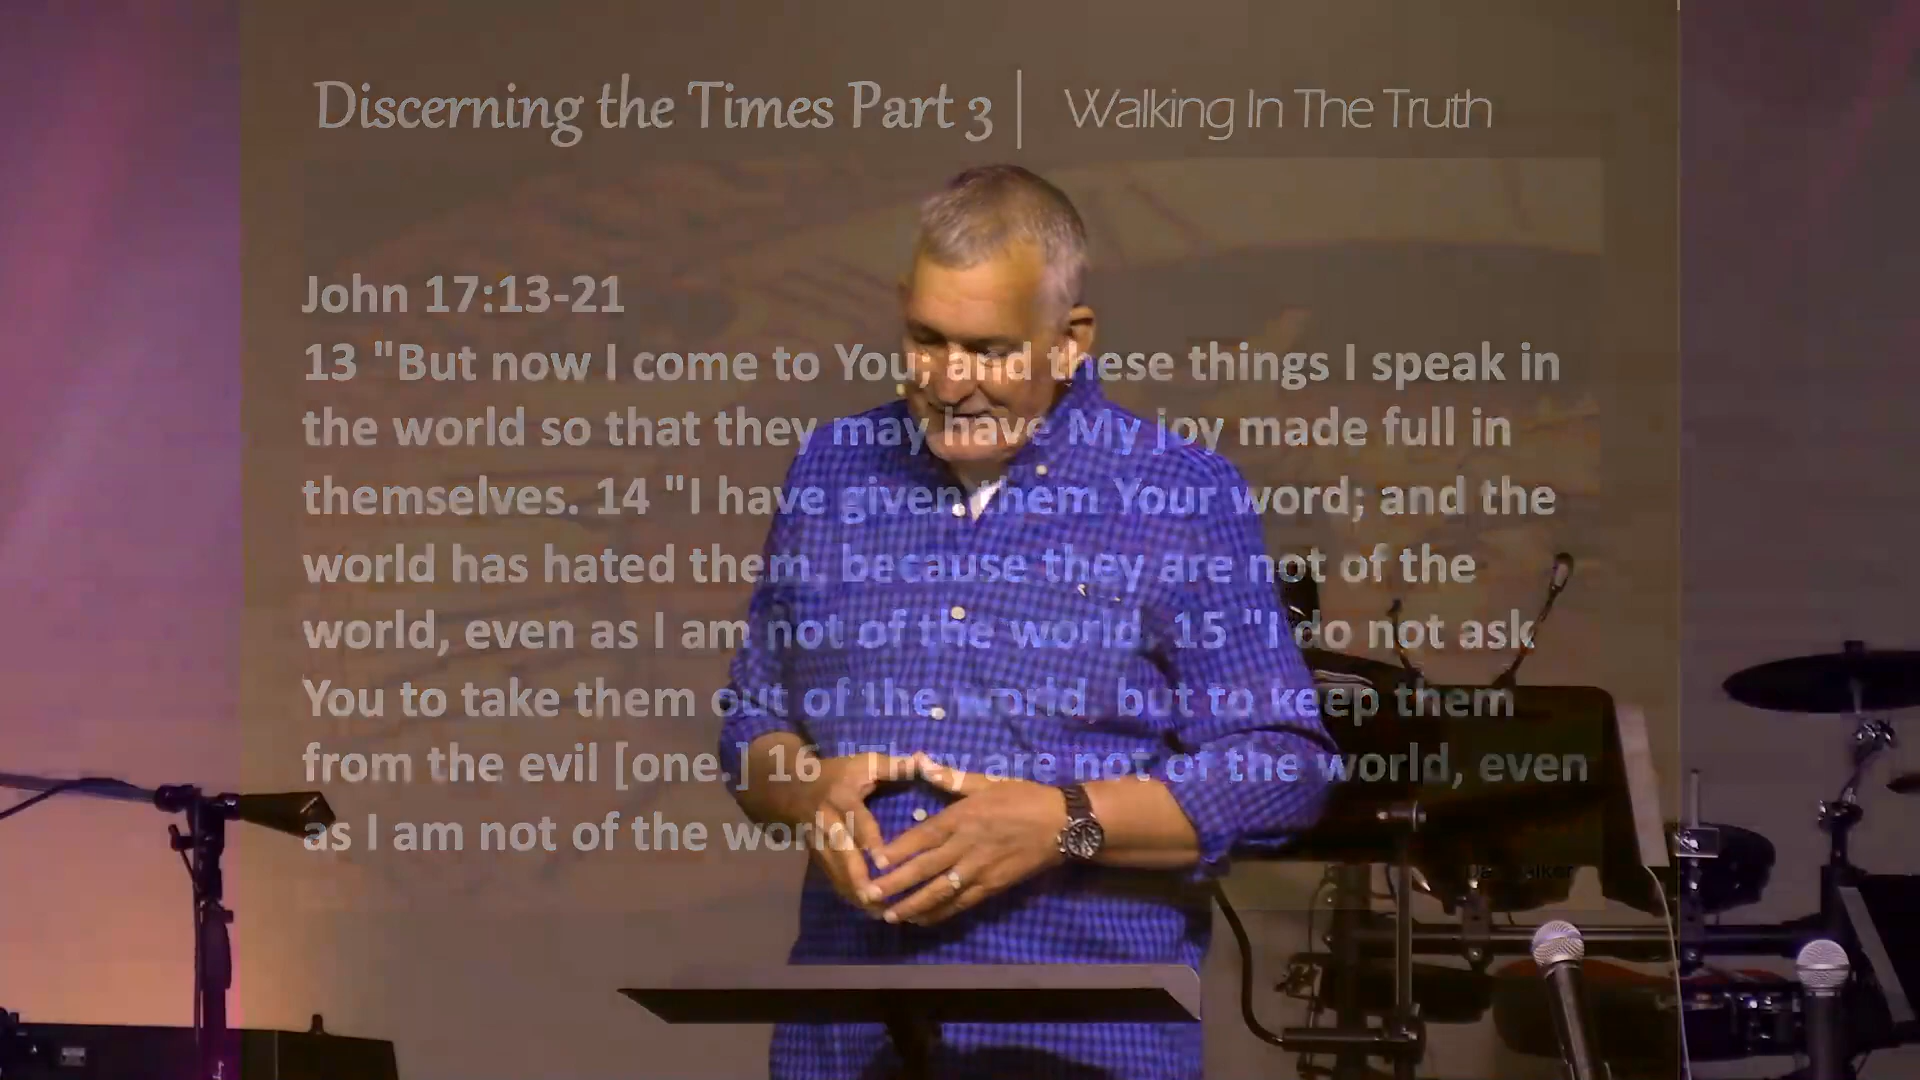 Discerning the Times Part 3 | Walking In The Truth
John 17:13-21
13 "But now I come to You, and these things I speak in
the world so that they may have My joy made full in
themselves. 14 "I have given them Your word; and the
world has hated them, because they are not of the
world, even as I am not of the world. 15 "I do not ask
You to take them out of the world, but to keep them
from the evil [one.] 16 "They are not of the world, even
as I am not of the world.